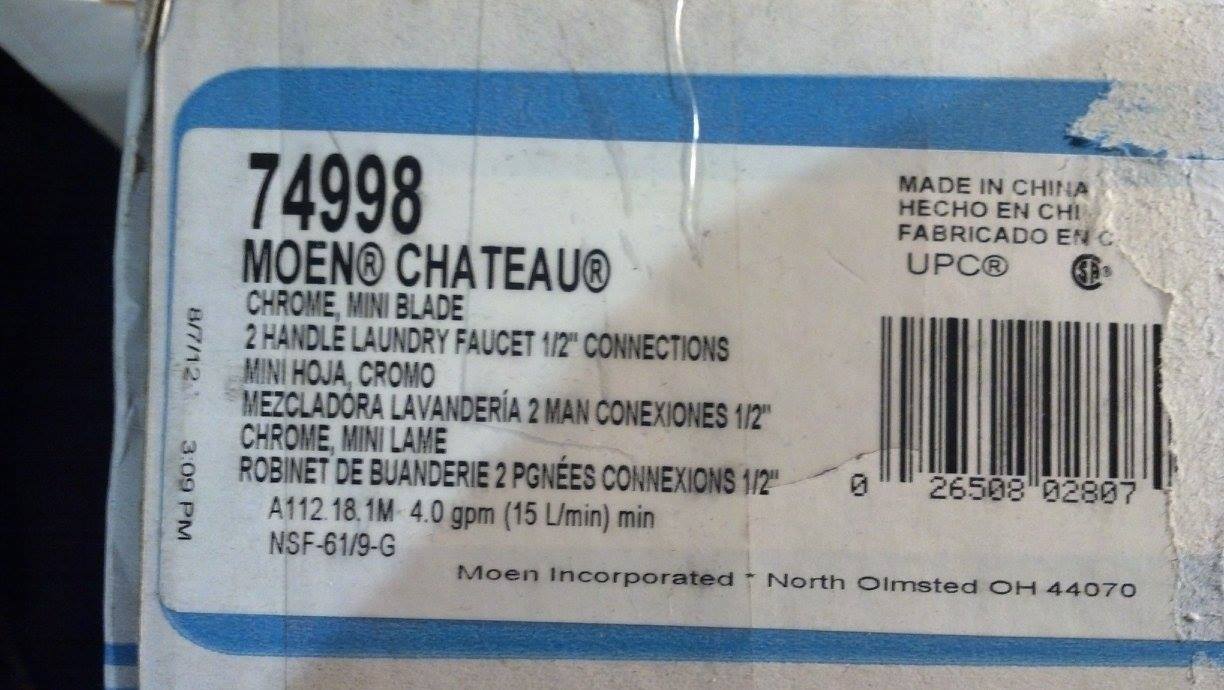 74998
MOEN® CHATEAU®
CHROME, MINI BLADE
2 HANDLE LAUNDRY FAUCET 1/2" CONNECTIONS
MINI HOJA, CROMO
MEZCLADORA LAVANDERÍA 2 MAN CONEXIONES 1/2"
CHROME, MINI LAME
ROBINET DE BUANDERIE 2 PGNÉES CONNEXIONS 1/2"
A112.18.1M 4.0 gpm (15 L/min) min
NSF-61/9-G
Moen Incorporated * North Olmsted OH 44070
8/7/12 3:09 PM
MADE IN CHINA
HECHO EN CHI
FABRICADO EN C
UPC® SA®
0 26508 02807